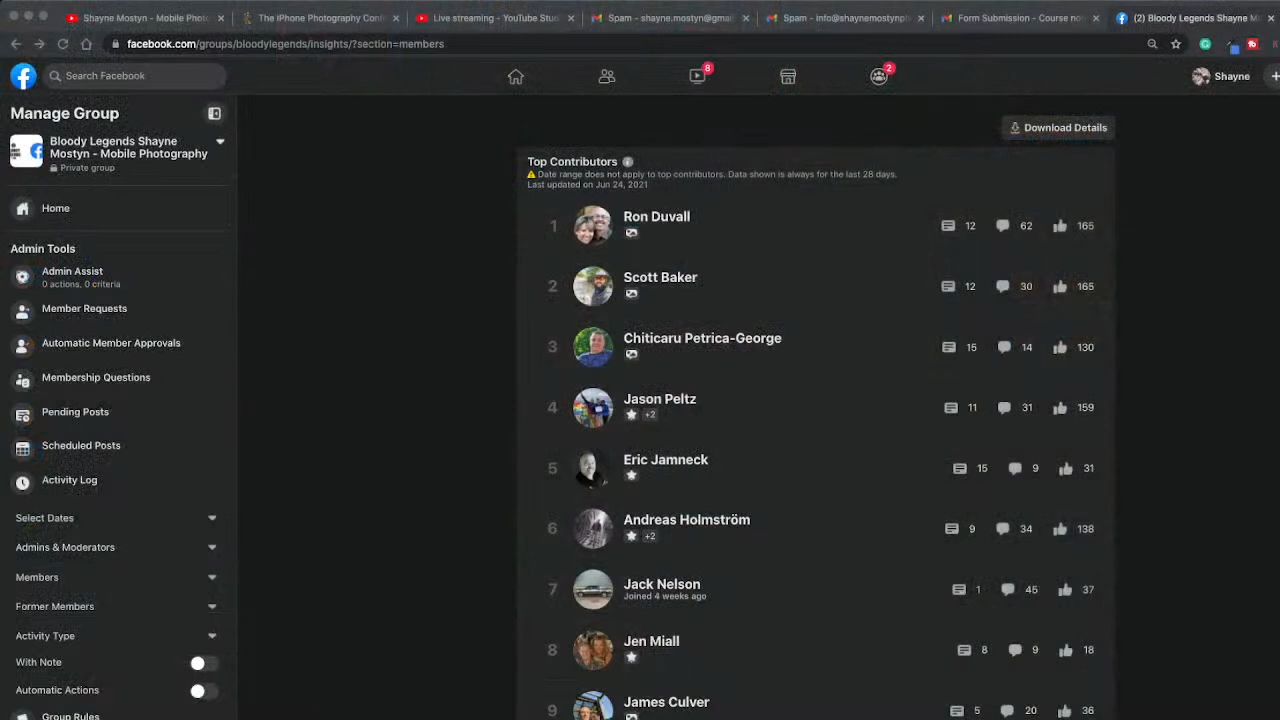 Shayne Mostyn - Mobile Photo
The iPhone Photography Conf
Live streaming - YouTube Stud
Spam - shayne.mostyn@gmai
Spam - info@shaynemostynph
Form Submission - Course no
(2) Bloody Legends Shayne M
facebook.com/groups/bloodylegends/insights/?section=members
Search Facebook
8
2
Shayne
Manage Group
Bloody Legends Shayne
Mostyn - Mobile Photography
Private group
Home
Admin Tools
Admin Assist
0 actions, 0 criteria
Member Requests
Automatic Member Approvals
Membership Questions
Pending Posts
Scheduled Posts
Activity Log
Select Dates
Admins & Moderators
Members
Former Members
Activity Type
With Note
Automatic Actions
Group Rules
Download Details
Top Contributors
Date range does not apply to top contributors. Data shown is always for the last 28 days.
Last updated on Jun 24, 2021
1 Ron Duvall 12 62 165
2 Scott Baker 12 30 165
3 Chiticaru Petrica-George 15 14 130
4 Jason Peltz 11 31 159
+2
5 Eric Jamneck 15 9 31
6 Andreas Holmström 9 34 138
+2
7 Jack Nelson 1 45 37
Joined 4 weeks ago
8 Jen Miall 8 9 18
9 James Culver 5 20 36